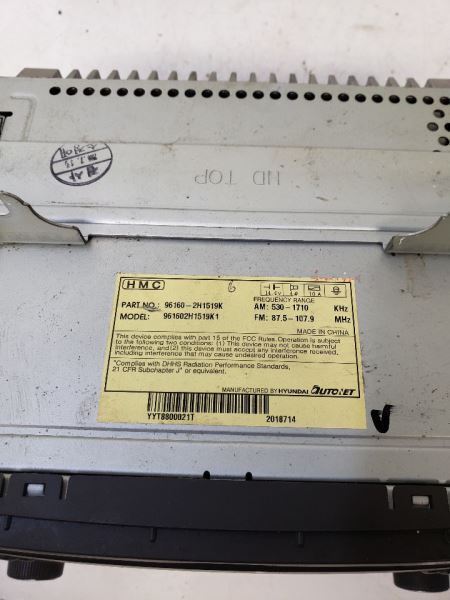 HD TOP
HMC
6
14.4V 4Ω 10A
PART NO.: 96160-2H1519K
MODEL: 961602H1519K1
FREQUENCY RANGE
AM: 530-1710 KHz
FM: 87.5-107.9 MHz
MADE IN CHINA
This device complies with part 15 of the FCC Rules. Operation is subject
to the following two conditions: (1) This device may not cause harmful
interference, and (2) this device must accept any interference
that may cause undesired operation.
*Complies with DHHS Radiation Performance Standards,
21 CFR Subchapter J" or equivalent.
MANUFACTURED BY HYUNDAI AUTONET
YYT8800021T 2018714